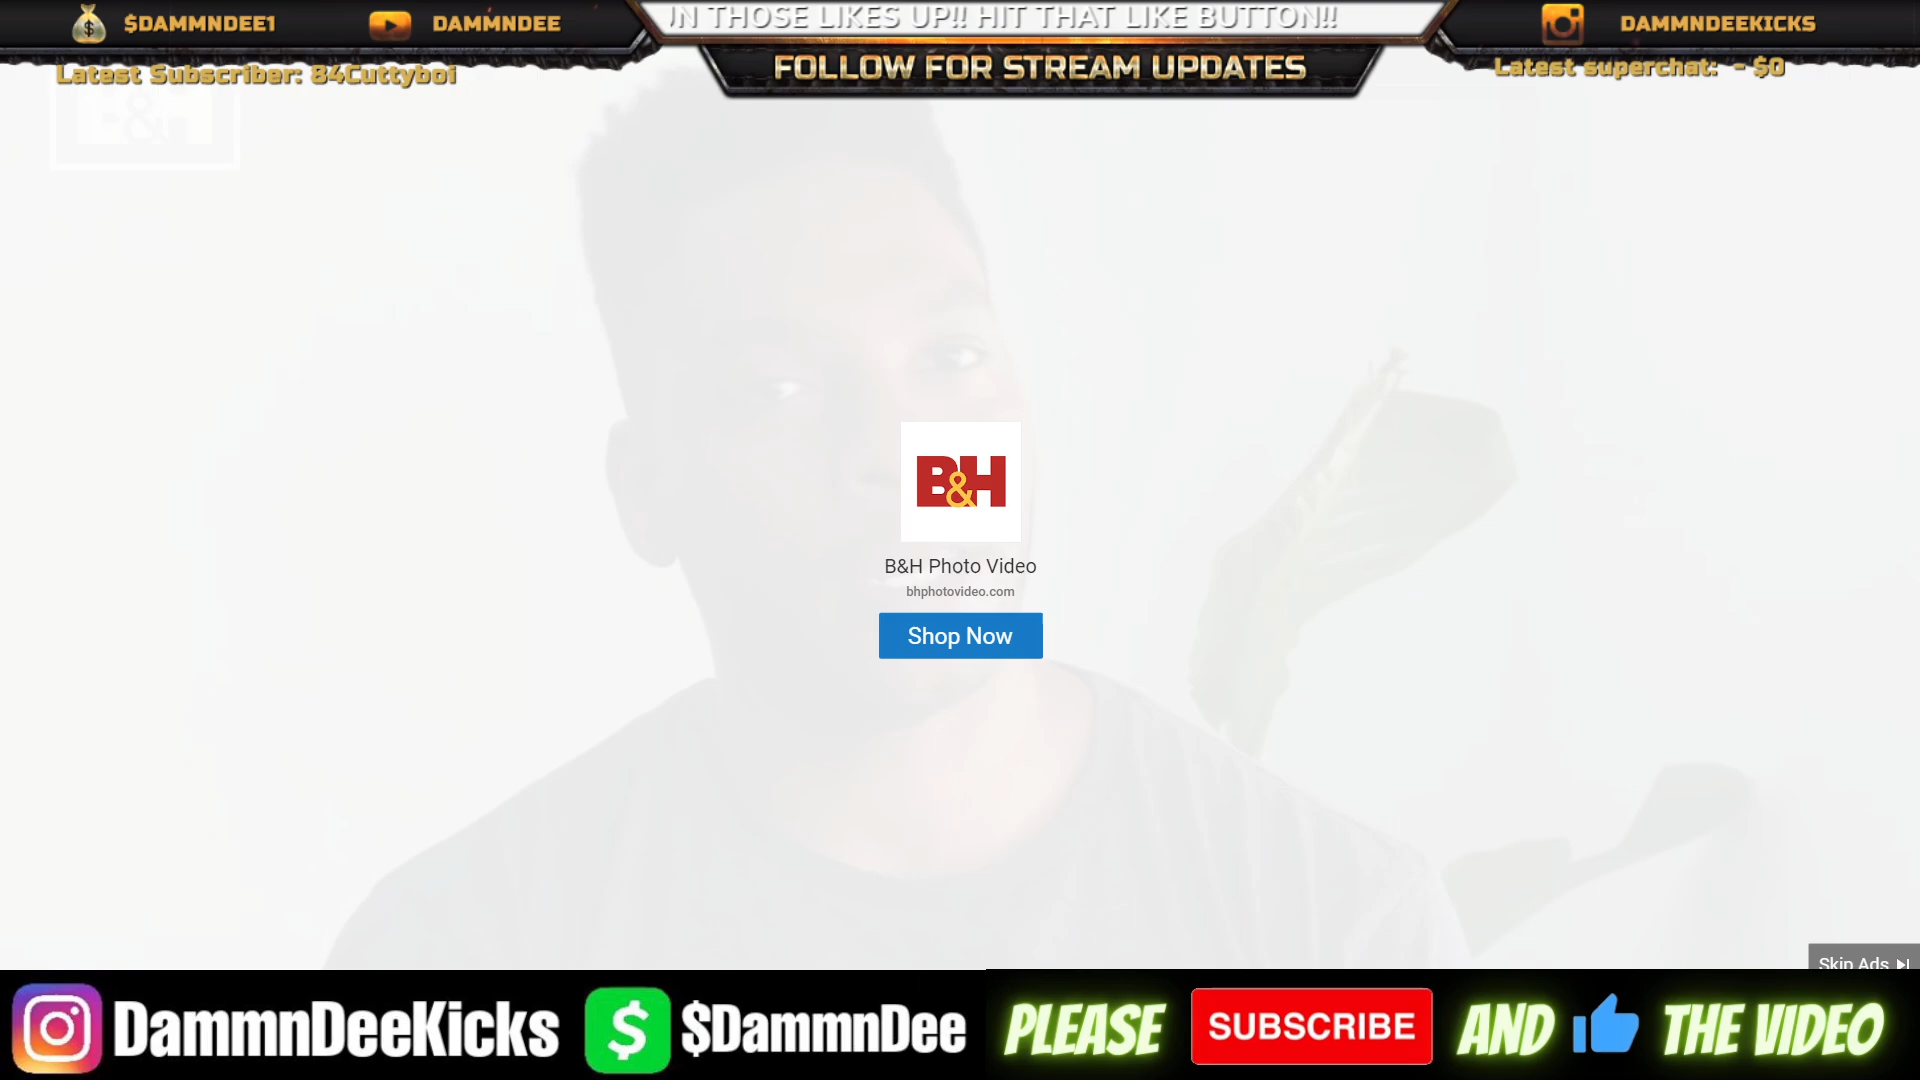 $DAMMNDEE1
DAMMNDEE
THOSE LIKES UP!! HIT THAT LIKE BUTTON!!
DAMMNDEEKICKS
Latest Subscriber: 84Cuttyboi
FOLLOW FOR STREAM UPDATES
Latest superchat: - $0
B&H
B&H
B&H Photo Video
bhphotovideo.com
Shop Now
Skip Ads
DammnDeeKicks
$DammnDee
PLEASE SUBSCRIBE AND THE VIDEO